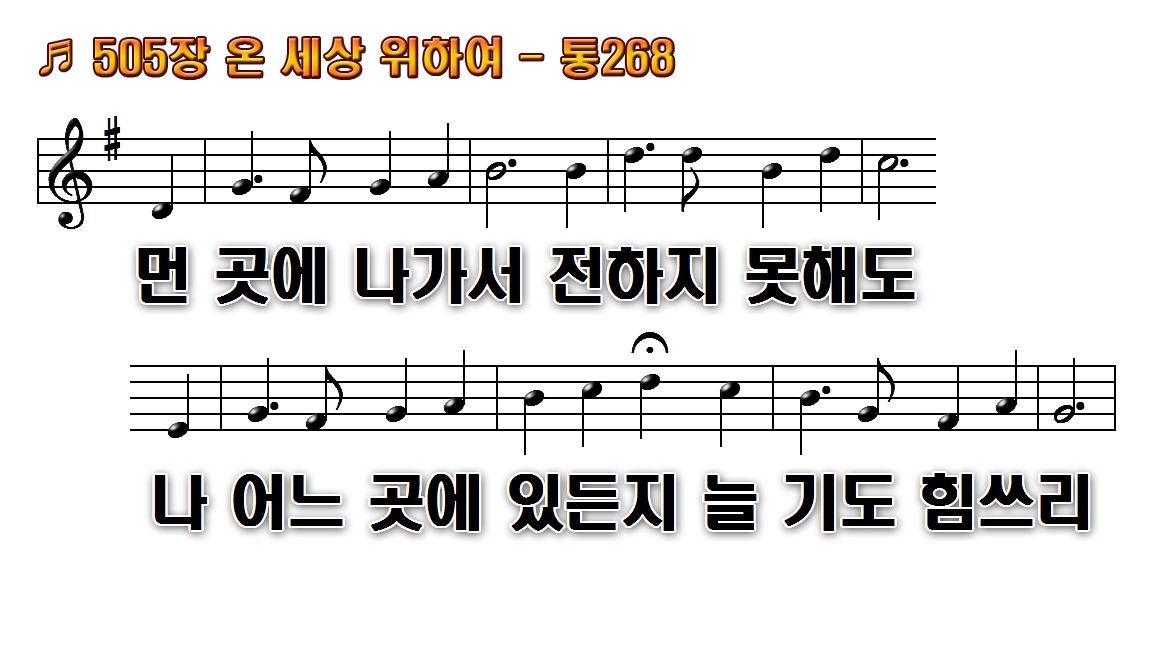 ♬ 505장 온 세상 위하여 - 통268
먼 곳에 나가서 전하지 못해도
나 어느 곳에 있든지 늘 기도 힘쓰리